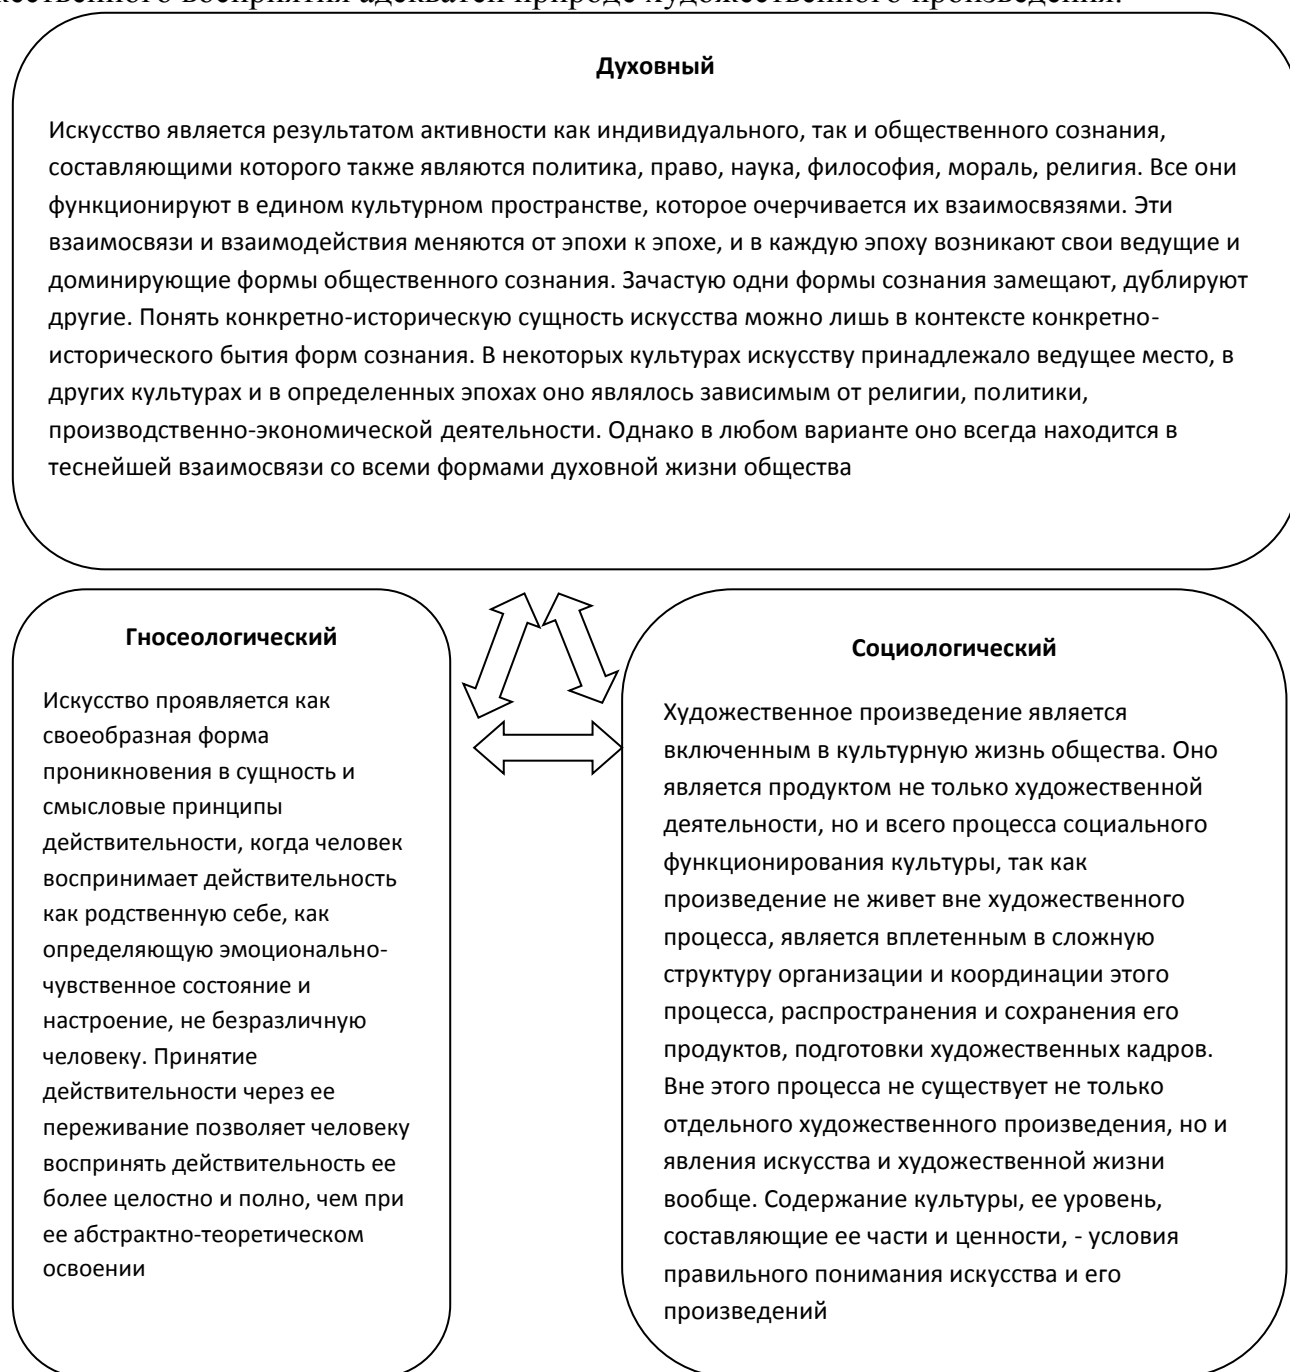 жественного восприятия адекватен природе художественного произведения.
Духовный
Искусство является результатом активности как индивидуального, так и общественного сознания,
составляющими которого также являются политика, право, наука, философия, мораль, религия. Все они
функционируют в едином культурном пространстве, которое очерчивается их взаимосвязями. Эти
взаимосвязи и взаимодействия меняются от эпохи к эпохе, и в каждую эпоху возникают свои ведущие и
доминирующие формы общественного сознания. Зачастую одни формы сознания замещают, дублируют
другие. Понять конкретно-историческую сущность искусства можно лишь в контексте конкретно-
исторического бытия форм сознания. В некоторых культурах искусству принадлежало ведущее место, в
других культурах и в определенных эпохах оно являлось зависимым от религии, политики,
производственно-экономической деятельности. Однако в любом варианте оно всегда находится в
теснейшей взаимосвязи со всеми формами духовной жизни общества
Гносеологический
Искусство проявляется как
своеобразная форма
проникновения в сущность и
смысловые принципы
действительности, когда человек
воспринимает действительность
как родственную себе, как
определяющую эмоционально-
чувственное состояние и
настроение, не безразличную
человеку. Принятие
действительности через ее
переживание позволяет человеку
воспринять действительность ее
более целостно и полно, чем при
ее абстрактно-теоретическом
освоении
Социологический
Художественное произведение является
включенным в культурную жизнь общества. Оно
является продуктом не только художественной
деятельности, но и всего процесса социального
функционирования культуры, так как
произведение не живет вне художественного
процесса, является вплетенным в сложную
структуру организации и координации этого
процесса, распространения и сохранения его
продуктов, подготовки художественных кадров.
Вне этого процесса не существует не только
отдельного художественного произведения, но и
явления искусства и художественной жизни
вообще. Содержание культуры, ее уровень,
составляющие ее части и ценности, - условия
правильного понимания искусства и его
произведений